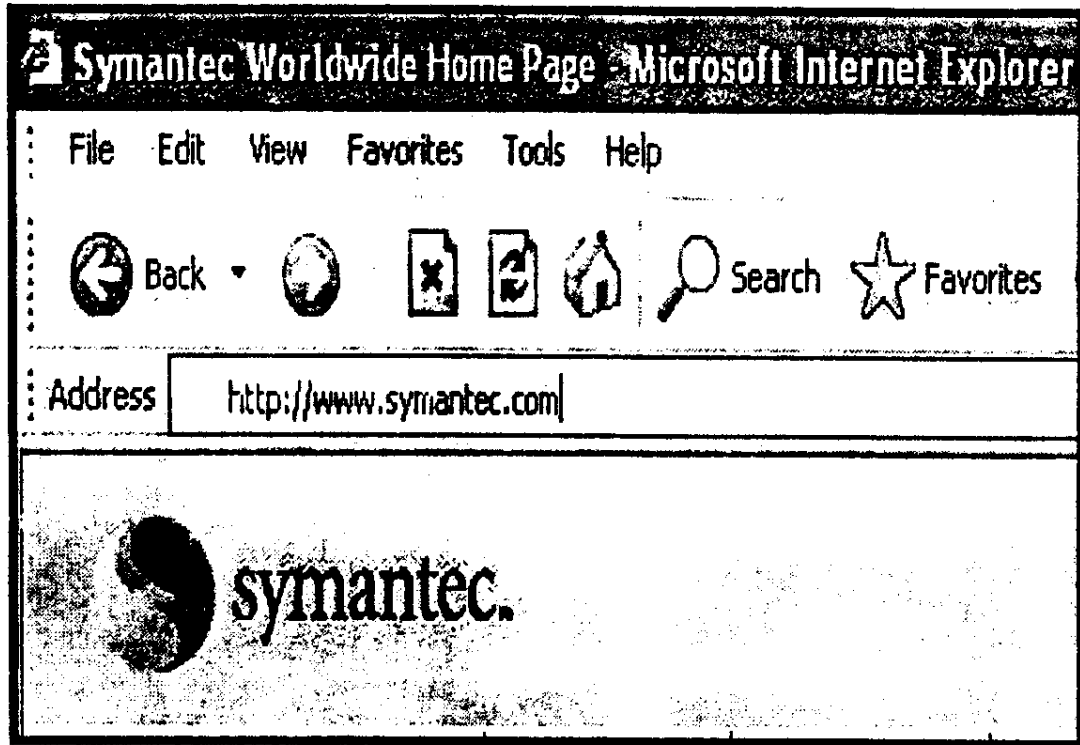 Symantec Worldwide Home Page - Microsoft Internet Explorer
File Edit View Favorites Tools Help
Back Search Favorites
Address http://www.symantec.com
symantec.